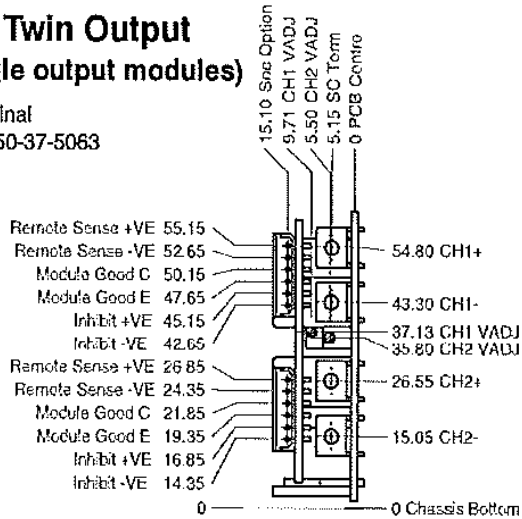 Twin Output
le output modules)
inal
50-37-5063
15.10 Snc Option
9.71 CH1 VADJ
5.50 CH2 VADJ
5.15 SC Term
0 PCB Centre
Remote Sense +VE 55.15
Remote Sense -VE 52.65
Module Good C 50.15
Module Good E 47.65
Inhibit +VE 45.15
Inhibit -VE 42.65
Remote Sense +VE 26.85
Remote Sense -VE 24.35
Module Good C 21.85
Module Good E 19.35
Inhibit +VE 16.85
Inhibit -VE 14.35
0
54.80 CH1+
43.30 CH1-
37.13 CH1 VADJ
35.80 CH2 VADJ
26.55 CH2+
15.05 CH2-
0 Chassis Bottom